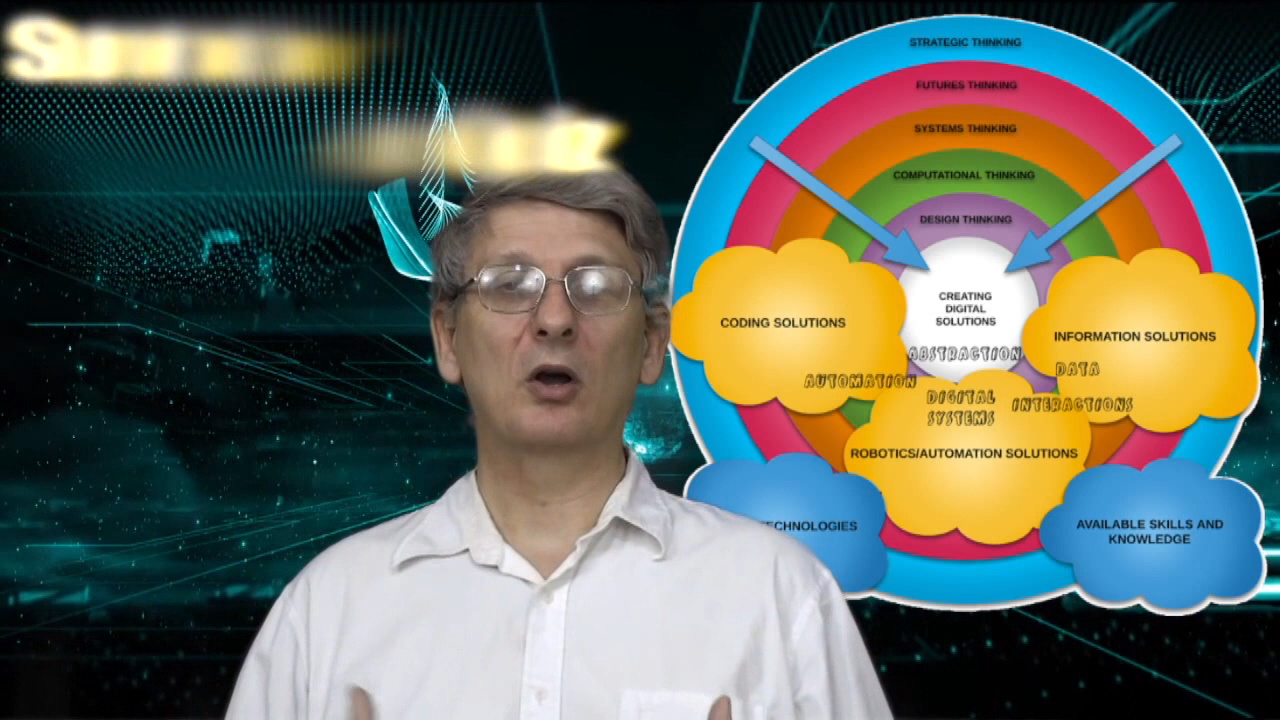 STRATEGIC THINKING
FUTURES THINKING
SYSTEMS THINKING
COMPUTATIONAL THINKING
DESIGN THINKING
CREATING
DIGITAL
SOLUTIONS
CODING SOLUTIONS
INFORMATION SOLUTIONS
ABSTRACTION
DATA
AUTOMATION
DIGITAL
SYSTEMS
INTERACTIONS
ROBOTICS/AUTOMATION SOLUTIONS
AVAILABLE SKILLS AND
KNOWLEDGE